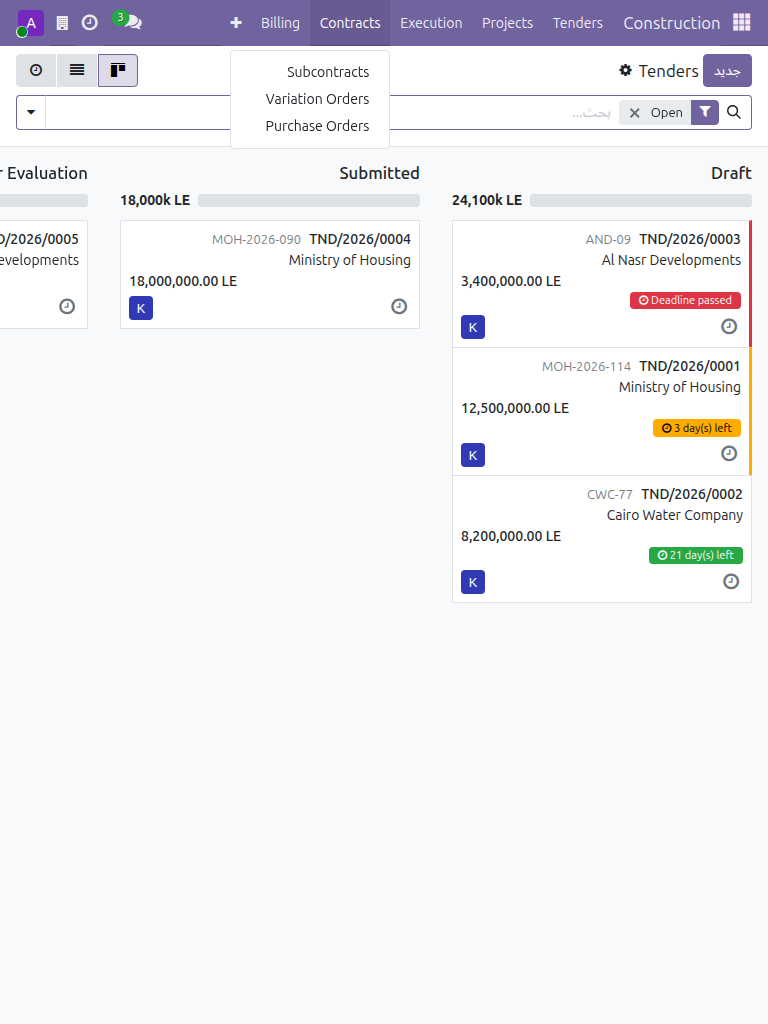 Construction
Tenders
Projects
Execution
Contracts
Billing
3
A
Subcontracts
Variation Orders
Purchase Orders
جديد
Tenders
Open
بحث...
Draft
24,100k LE
TND/2026/0003 AND-09
Al Nasr Developments
3,400,000.00 LE
Deadline passed
K
TND/2026/0001 MOH-2026-114
Ministry of Housing
12,500,000.00 LE
3 day(s) left
K
TND/2026/0002 CWC-77
Cairo Water Company
8,200,000.00 LE
21 day(s) left
K
Submitted
18,000k LE
TND/2026/0004 MOH-2026-090
Ministry of Housing
18,000,000.00 LE
K
Evaluation
/2026/0005